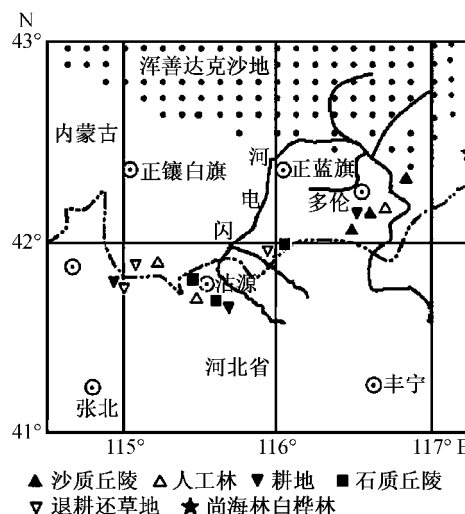 N
43°
浑善达克沙地
内蒙古
正镶白旗
河
正蓝旗
电
多伦
闪
42°
沽源
河北省
张北
丰宁
41°
115°
116°
117° E
沙质丘陵
人工林
耕地
石质丘陵
退耕还草地
尚海林白桦林